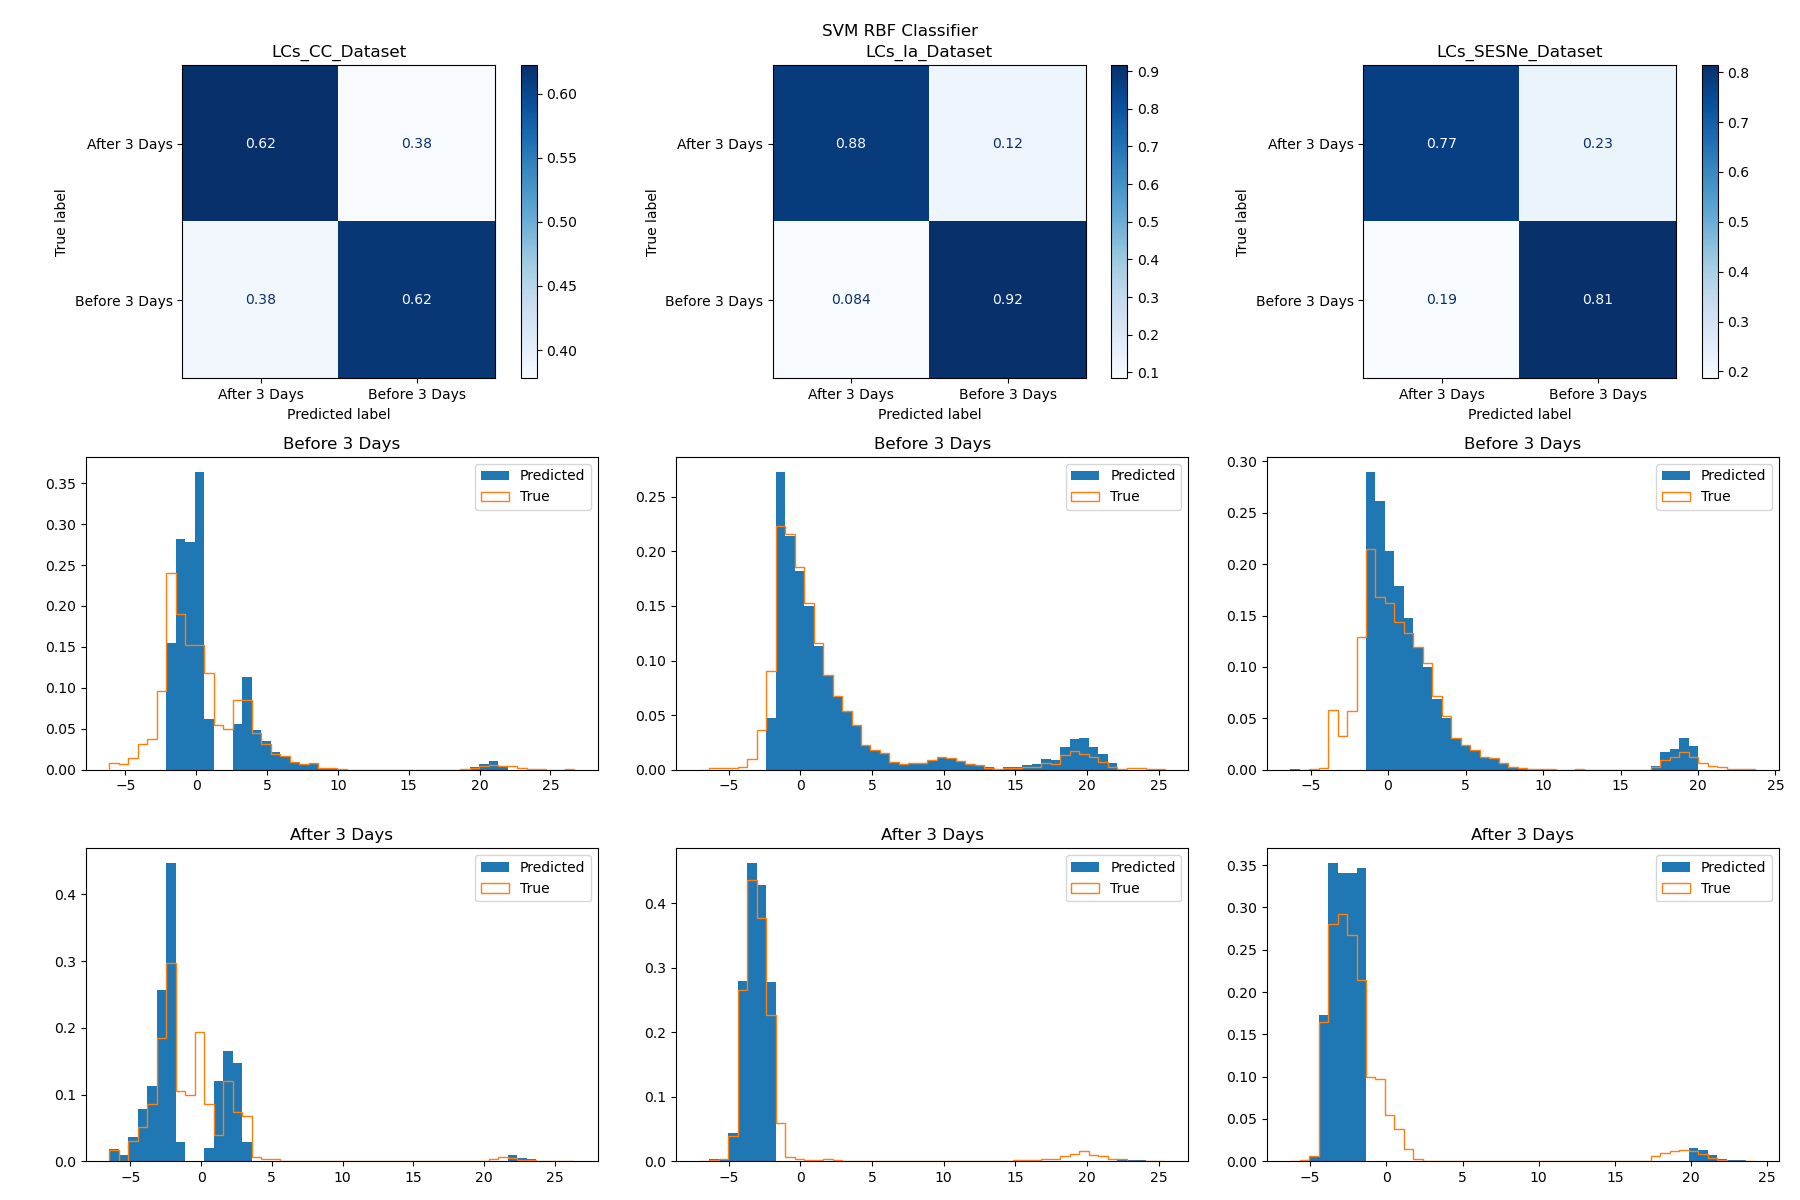 SVM RBF Classifier
LCs_CC_Dataset LCs_Ia_Dataset LCs_SESNe_Dataset
After 3 Days 0.62 0.38
Before 3 Days 0.38 0.62
After 3 Days Before 3 Days
Predicted label
True label
0.60
0.55
0.50
0.45
0.40
After 3 Days 0.88 0.12
Before 3 Days 0.084 0.92
After 3 Days Before 3 Days
Predicted label
True label
0.9
0.8
0.7
0.6
0.5
0.4
0.3
0.2
0.1
After 3 Days 0.77 0.23
Before 3 Days 0.19 0.81
After 3 Days Before 3 Days
Predicted label
True label
0.8
0.7
0.6
0.5
0.4
0.3
0.2
Before 3 Days
Predicted
True
0.35
0.30
0.25
0.20
0.15
0.10
0.05
0.00
−5 0 5 10 15 20 25
Before 3 Days
Predicted
True
0.25
0.20
0.15
0.10
0.05
0.00
−5 0 5 10 15 20 25
Before 3 Days
Predicted
True
0.30
0.25
0.20
0.15
0.10
0.05
0.00
−5 0 5 10 15 20 25
After 3 Days
Predicted
True
0.4
0.3
0.2
0.1
0.0
−5 0 5 10 15 20 25
After 3 Days
Predicted
True
0.4
0.3
0.2
0.1
0.0
−5 0 5 10 15 20 25
After 3 Days
Predicted
True
0.35
0.30
0.25
0.20
0.15
0.10
0.05
0.00
−5 0 5 10 15 20 25